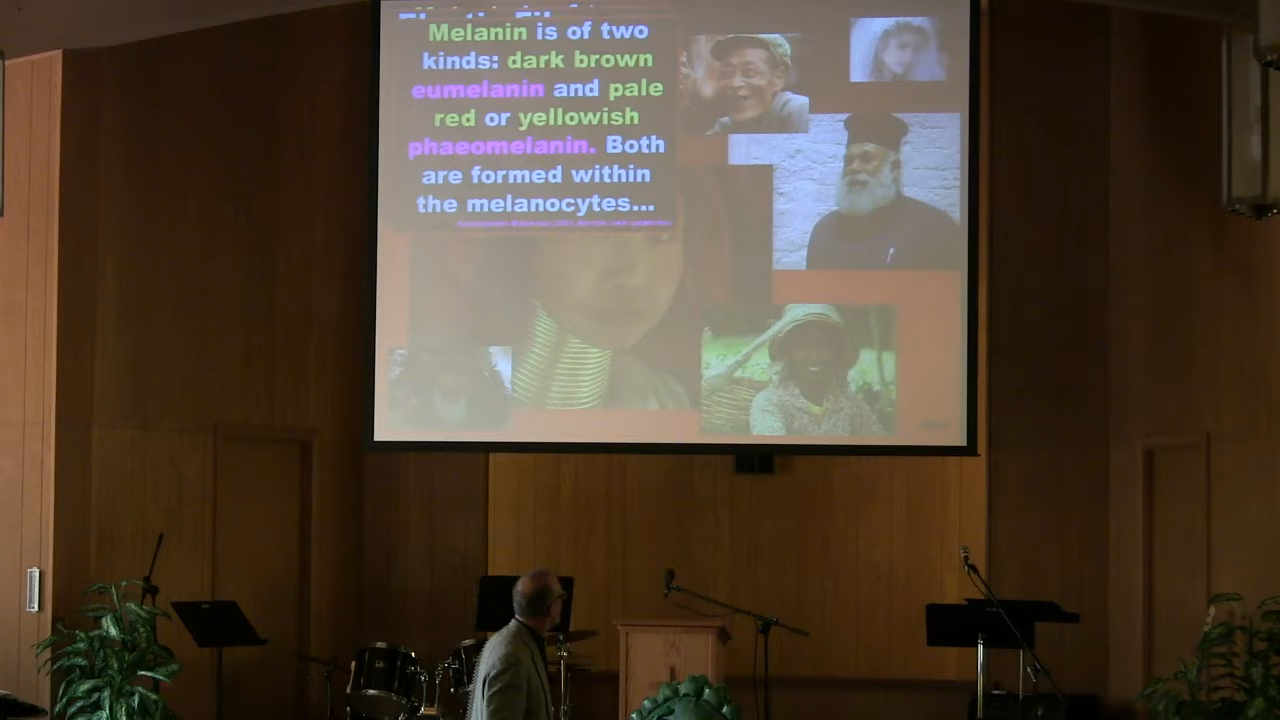 Melanin is of two
kinds: dark brown
eumelanin and pale
red or yellowish
phaeomelanin. Both
are formed within
the melanocytes...